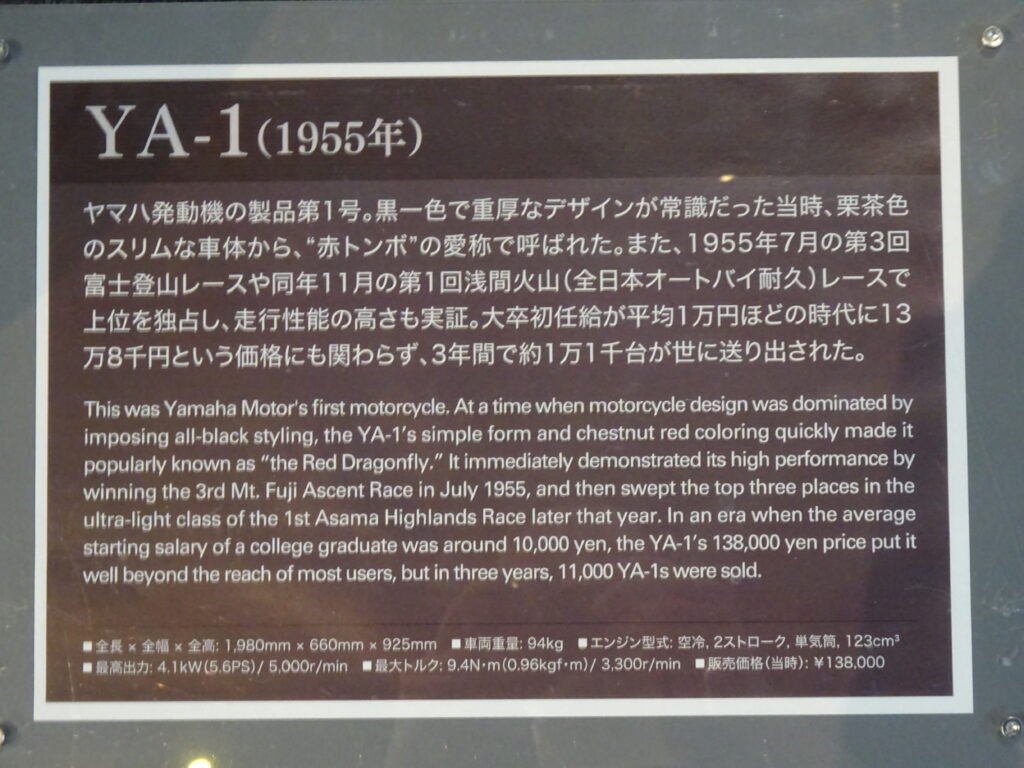 YA-1(1955年)
ヤマハ発動機の製品第1号。黒一色で重厚なデザインが常識だった当時、栗茶色
のスリムな車体から、“赤トンボ”の愛称で呼ばれた。また、1955年7月の第3回
富士登山レースや同年11月の第1回浅間火山(全日本オートバイ耐久)レースで
上位を独占し、走行性能の高さも実証。大卒初任給が平均1万円ほどの時代に13
万8千円という価格にも関わらず、3年間で約1万1千台が世に送り出された。
This was Yamaha Motor's first motorcycle. At a time when motorcycle design was dominated by
imposing all-black styling, the YA-1's simple form and chestnut red coloring quickly made it
popularly known as “the Red Dragonfly.” It immediately demonstrated its high performance by
winning the 3rd Mt. Fuji Ascent Race in July 1955, and then swept the top three places in the
ultra-light class of the 1st Asama Highlands Race later that year. In an era when the average
starting salary of a college graduate was around 10,000 yen, the YA-1's 138,000 yen price put it
well beyond the reach of most users, but in three years, 11,000 YA-1s were sold.
■全長 × 全幅 × 全高: 1,980mm × 660mm × 925mm ■車両重量: 94kg ■エンジン型式: 空冷, 2ストローク, 単気筒, 123cm³
■最高出力: 4.1kW(5.6PS)/ 5,000r/min ■最大トルク: 9.4N・m(0.96kgf・m)/ 3,300r/min ■販売価格(当時): ¥138,000